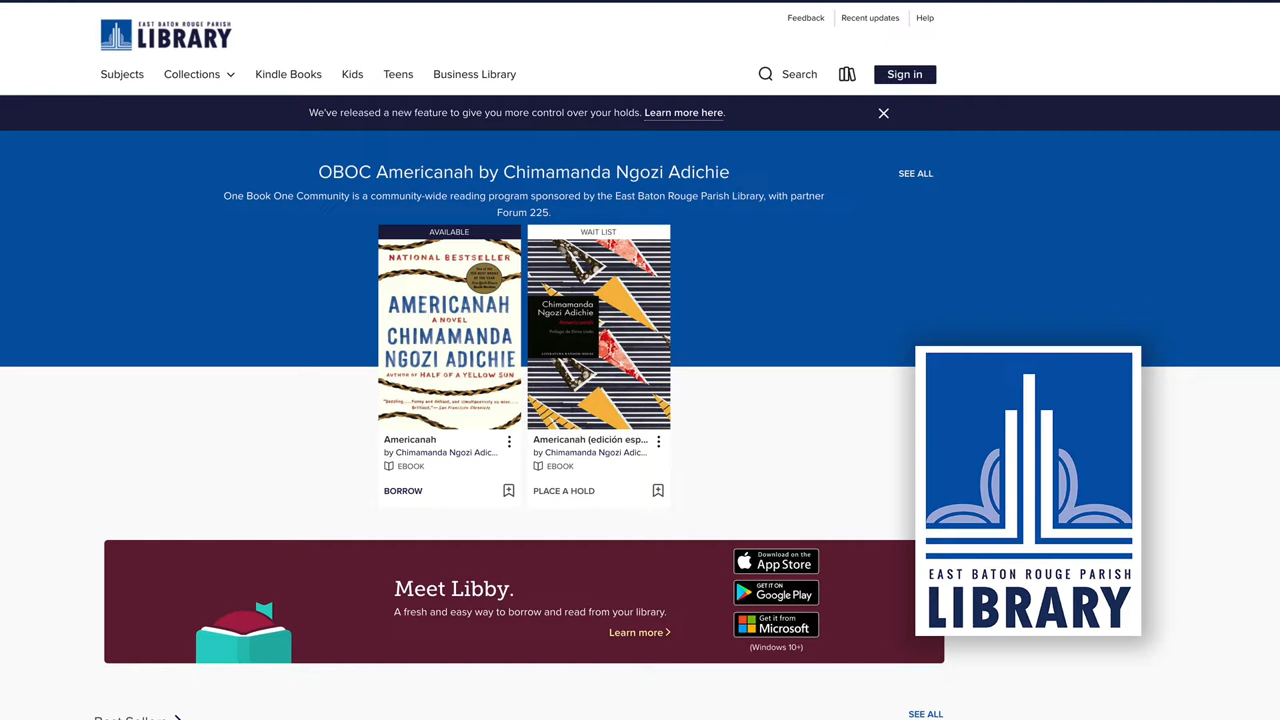 EAST BATON ROUGE PARISH
LIBRARY
Feedback
Recent updates
Help
Subjects
Collections
Kindle Books
Kids
Teens
Business Library
Search
Sign in
We've released a new feature to give you more control over your holds. Learn more here.
OBOC Americanah by Chimamanda Ngozi Adichie
SEE ALL
One Book One Community is a community-wide reading program sponsored by the East Baton Rouge Parish Library, with partner
Forum 225.
AVAILABLE
NATIONAL BESTSELLER
AMERICANAH
A NOVEL
CHIMAMANDA
NGOZI ADICHIE
AUTHOR OF HALF OF A YELLOW SUN
Americanah
by Chimamanda Ngozi Adic...
EBOOK
BORROW
WAIT LIST
Chimamanda
Ngozi Adichie
LITERATURA RANDOM HOUSE
Americanah (edición esp...
by Chimamanda Ngozi Adic...
EBOOK
PLACE A HOLD
Meet Libby.
A fresh and easy way to borrow and read from your library.
Learn more
Download on the
App Store
GET IT ON
Google Play
Get it from
Microsoft
(Windows 10+)
EAST BATON ROUGE PARISH
LIBRARY
Best Sellers
SEE ALL